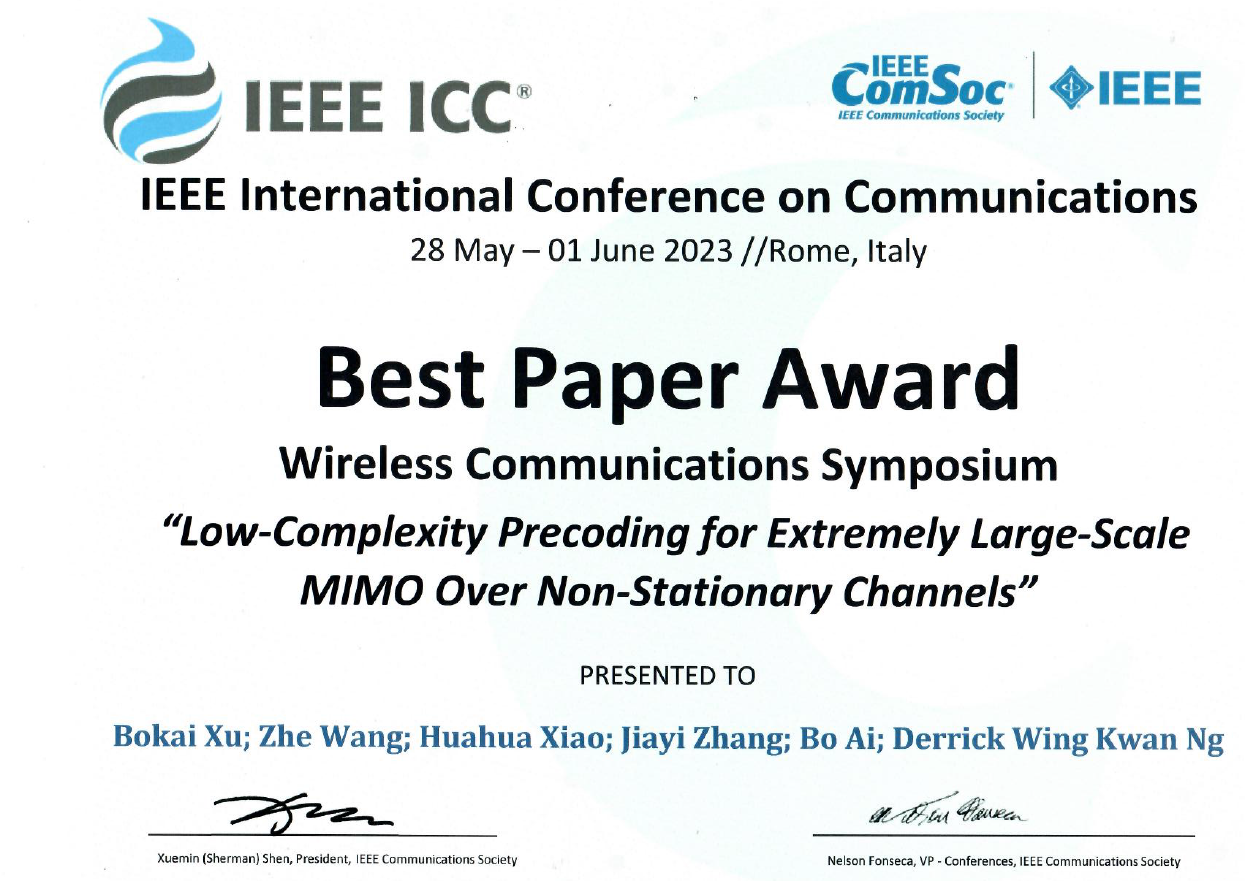 IEEE ICC®
IEEE ComSoc®
IEEE Communications Society
IEEE
IEEE International Conference on Communications
28 May – 01 June 2023 //Rome, Italy
Best Paper Award
Wireless Communications Symposium
“Low-Complexity Precoding for Extremely Large-Scale
MIMO Over Non-Stationary Channels”
PRESENTED TO
Bokai Xu; Zhe Wang; Huahua Xiao; Jiayi Zhang; Bo Ai; Derrick Wing Kwan Ng
Xuemin (Sherman) Shen, President, IEEE Communications Society
Nelson Fonseca, VP - Conferences, IEEE Communications Society